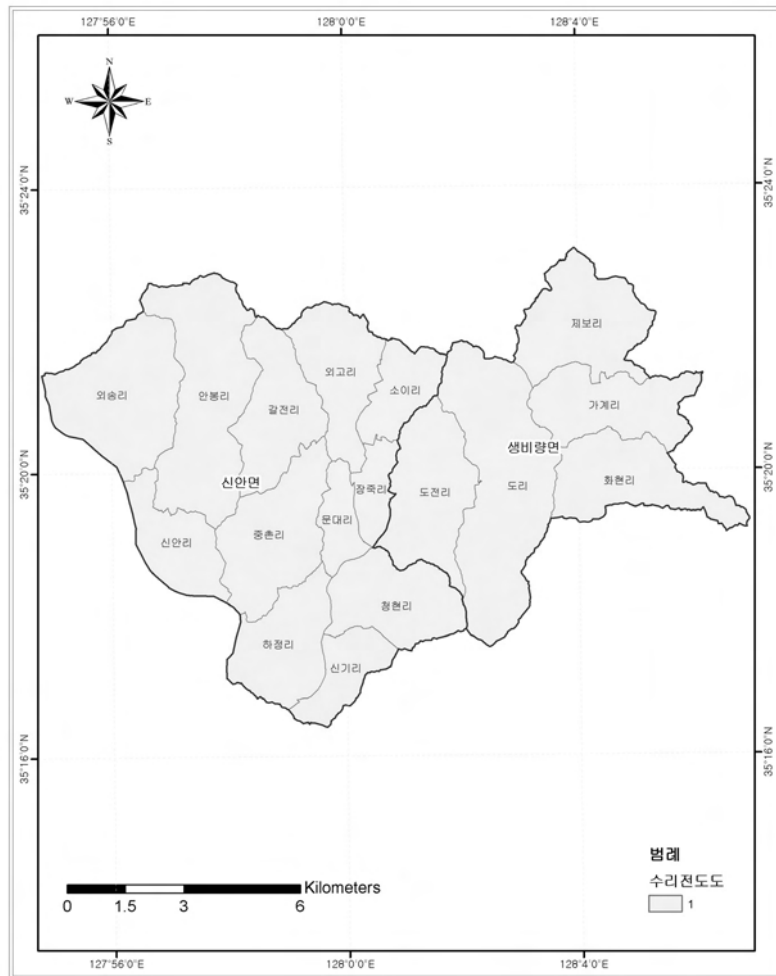 127°56'0"E 128°0'0"E 128°4'0"E
N
W E
S
35°24'0"N 35°24'0"N
제보리
외고리
외송리 안봉리 갈전리 소이리 가계리
생비량면
35°20'0"N 신안면 장죽리 도전리 도리 화현리 35°20'0"N
신안리 중촌리 문대리
청현리
하정리
신기리
35°16'0"N 35°16'0"N
범례
수리전도도
1
Kilometers
0 1.5 3 6
127°56'0"E 128°0'0"E 128°4'0"E